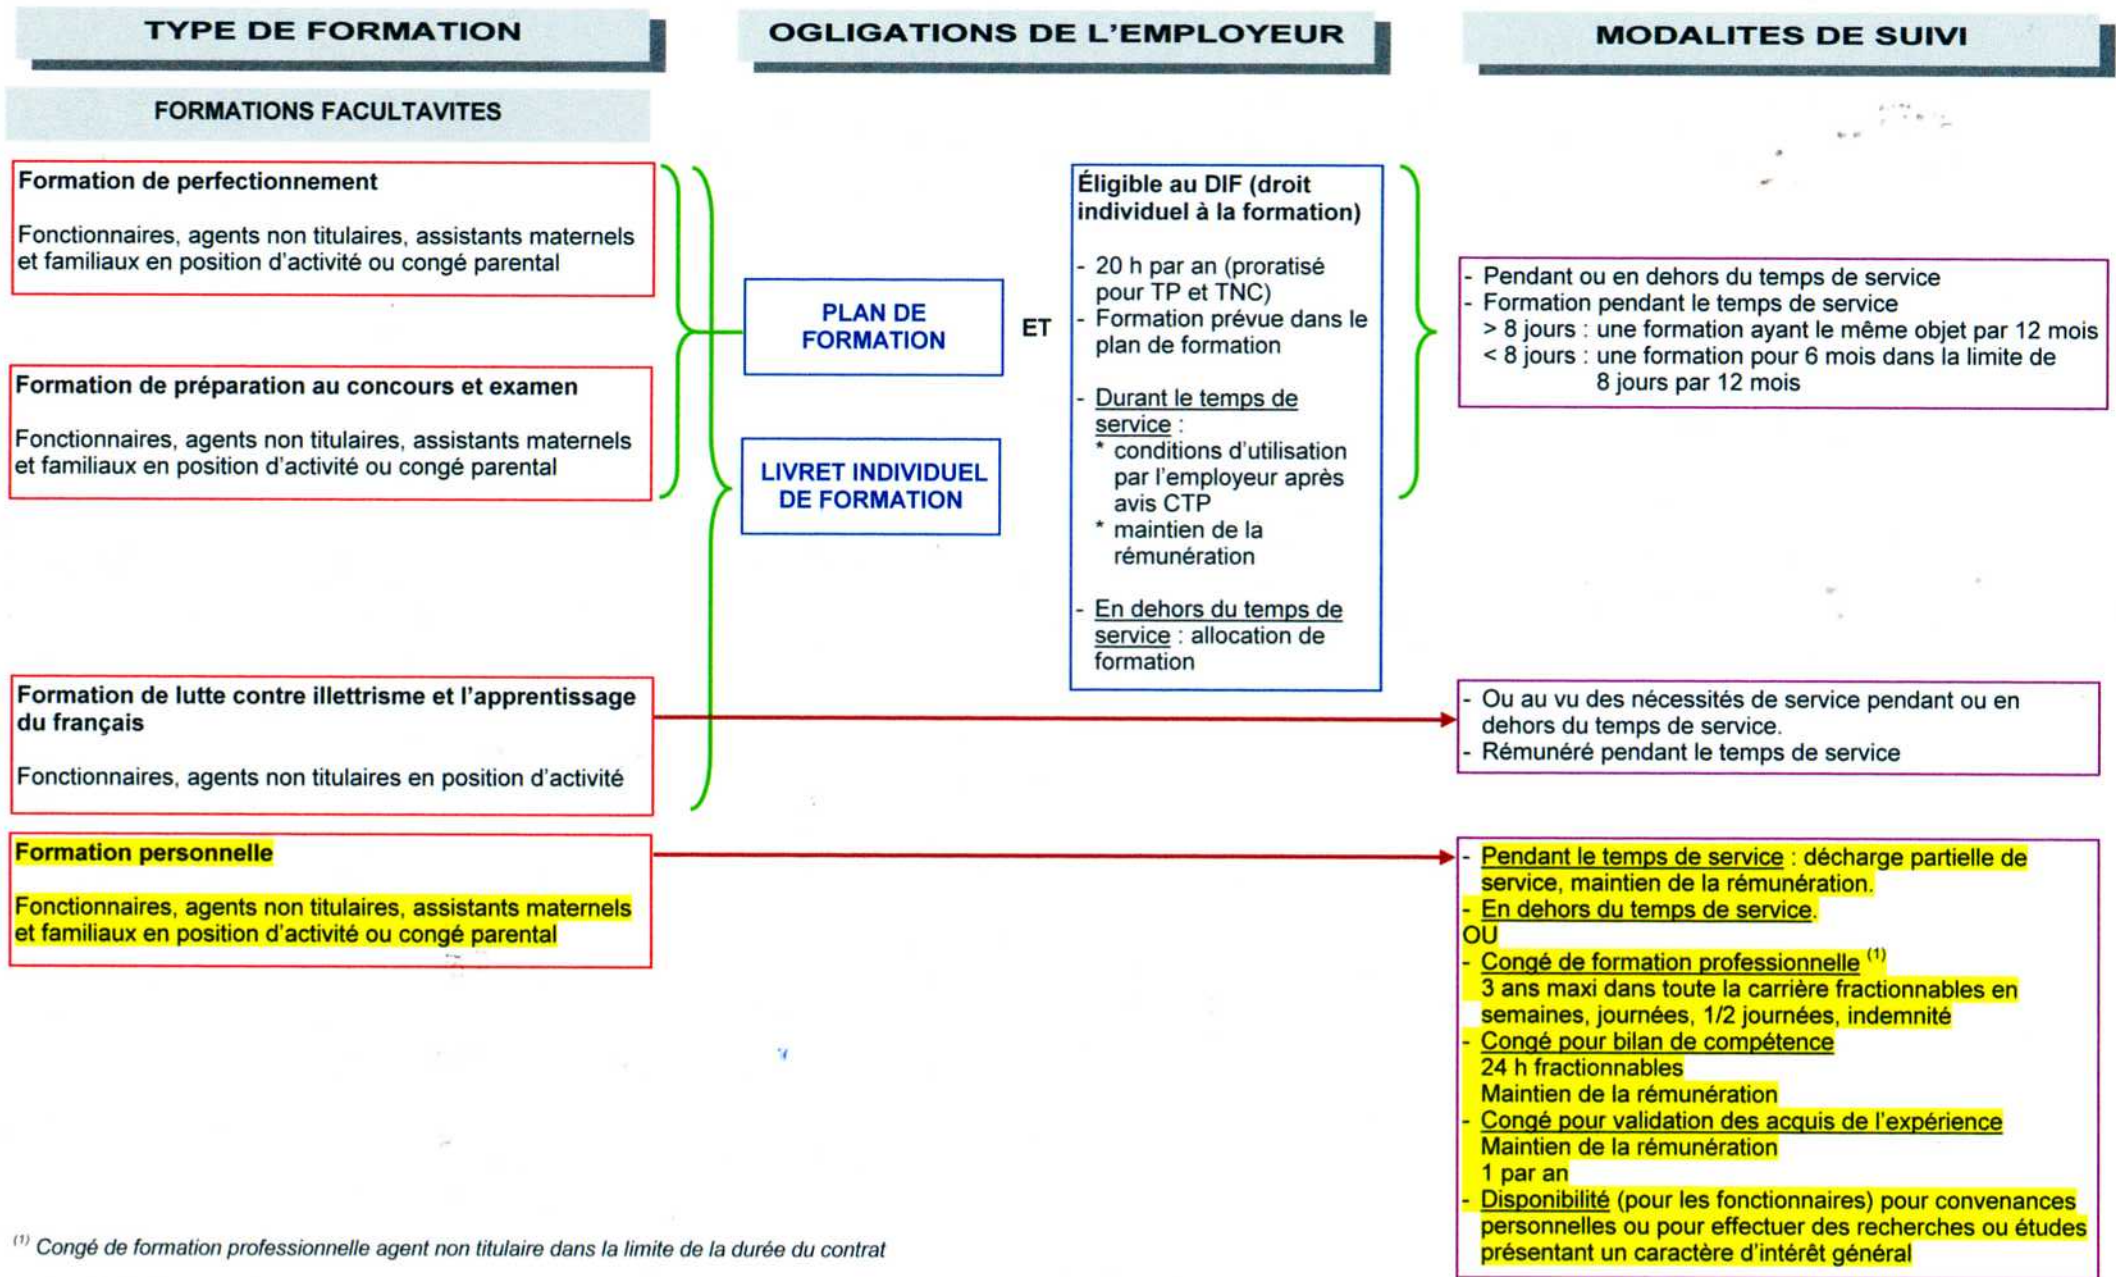 TYPE DE FORMATION
OGLIGATIONS DE L'EMPLOYEUR
MODALITES DE SUIVI
FORMATIONS FACULTAVITES
Formation de perfectionnement
Fonctionnaires, agents non titulaires, assistants maternels
et familiaux en position d'activité ou congé parental
Formation de préparation au concours et examen
Fonctionnaires, agents non titulaires, assistants maternels
et familiaux en position d'activité ou congé parental
PLAN DE
FORMATION
LIVRET INDIVIDUEL
DE FORMATION
ET
Éligible au DIF (droit
individuel à la formation)
- 20 h par an (proratisé
pour TP et TNC)
- Formation prévue dans le
plan de formation
- Durant le temps de
service :
* conditions d'utilisation
par l'employeur après
avis CTP
* maintien de la
rémunération
- En dehors du temps de
service : allocation de
formation
- Pendant ou en dehors du temps de service
- Formation pendant le temps de service
> 8 jours : une formation ayant le même objet par 12 mois
< 8 jours : une formation pour 6 mois dans la limite de
8 jours par 12 mois
Formation de lutte contre illettrisme et l'apprentissage
du français
Fonctionnaires, agents non titulaires en position d'activité
- Ou au vu des nécessités de service pendant ou en
dehors du temps de service.
- Rémunéré pendant le temps de service
Formation personnelle
Fonctionnaires, agents non titulaires, assistants maternels
et familiaux en position d'activité ou congé parental
- Pendant le temps de service : décharge partielle de
service, maintien de la rémunération.
- En dehors du temps de service.
OU
- Congé de formation professionnelle (1)
3 ans maxi dans toute la carrière fractionnables en
semaines, journées, 1/2 journées, indemnité
- Congé pour bilan de compétence
24 h fractionnables
Maintien de la rémunération
- Congé pour validation des acquis de l'expérience
Maintien de la rémunération
1 par an
- Disponibilité (pour les fonctionnaires) pour convenances
personnelles ou pour effectuer des recherches ou études
présentant un caractère d'intérêt général
(1) Congé de formation professionnelle agent non titulaire dans la limite de la durée du contrat